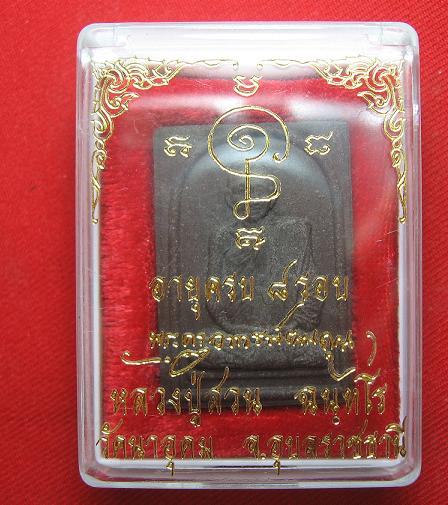 อายุครบ ๘ รอบ
หลวงปู่สวน ฉนฺทโร
วัดนาอุดม จ.อุบลราชธานี